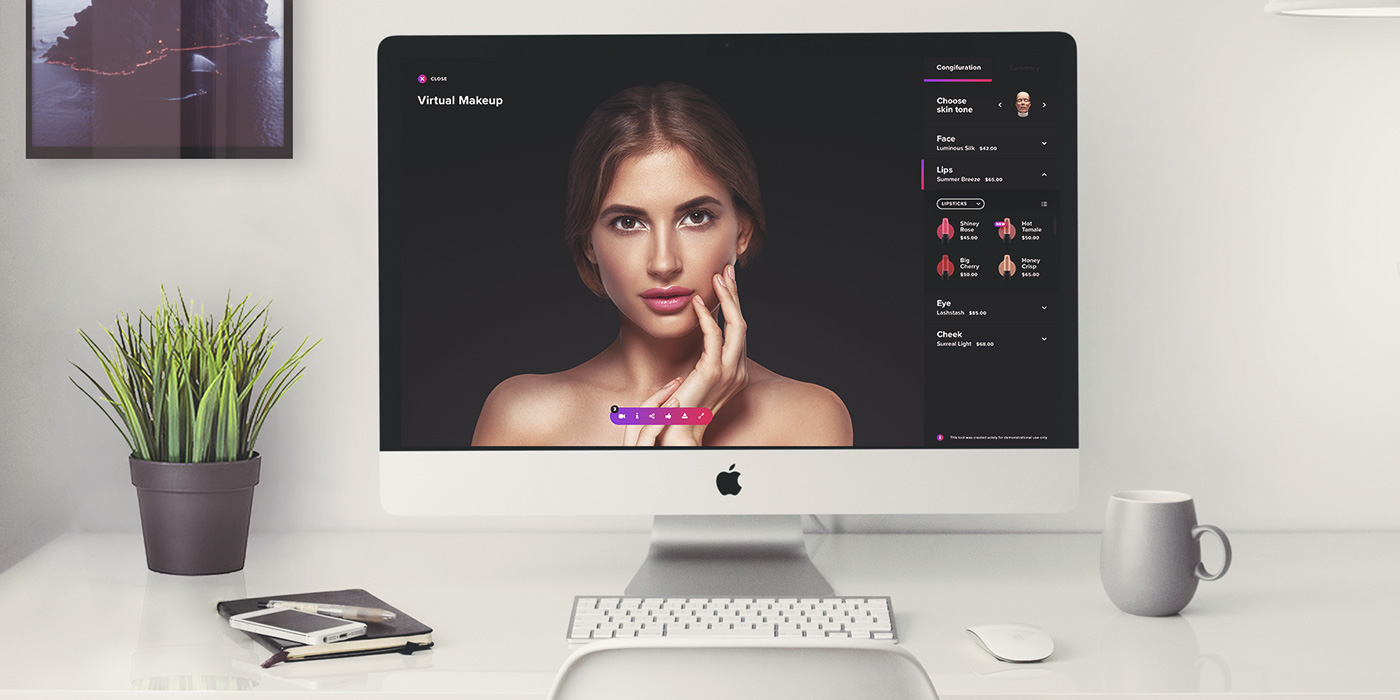 CLOSE
Virtual Makeup
Congifuration
Summary
Choose
skin tone
Face
Luminous Silk $43.00
Lips
Summer Breeze $65.00
LIPSTICKS
Shiney
Rose
$45.00
NEW
Hot
Tamale
$50.00
Big
Cherry
$50.00
Honey
Crisp
$65.00
Eye
Lashstash $85.00
Cheek
Surreal Light $68.00
3
This tool was created solely for demonstrational use only